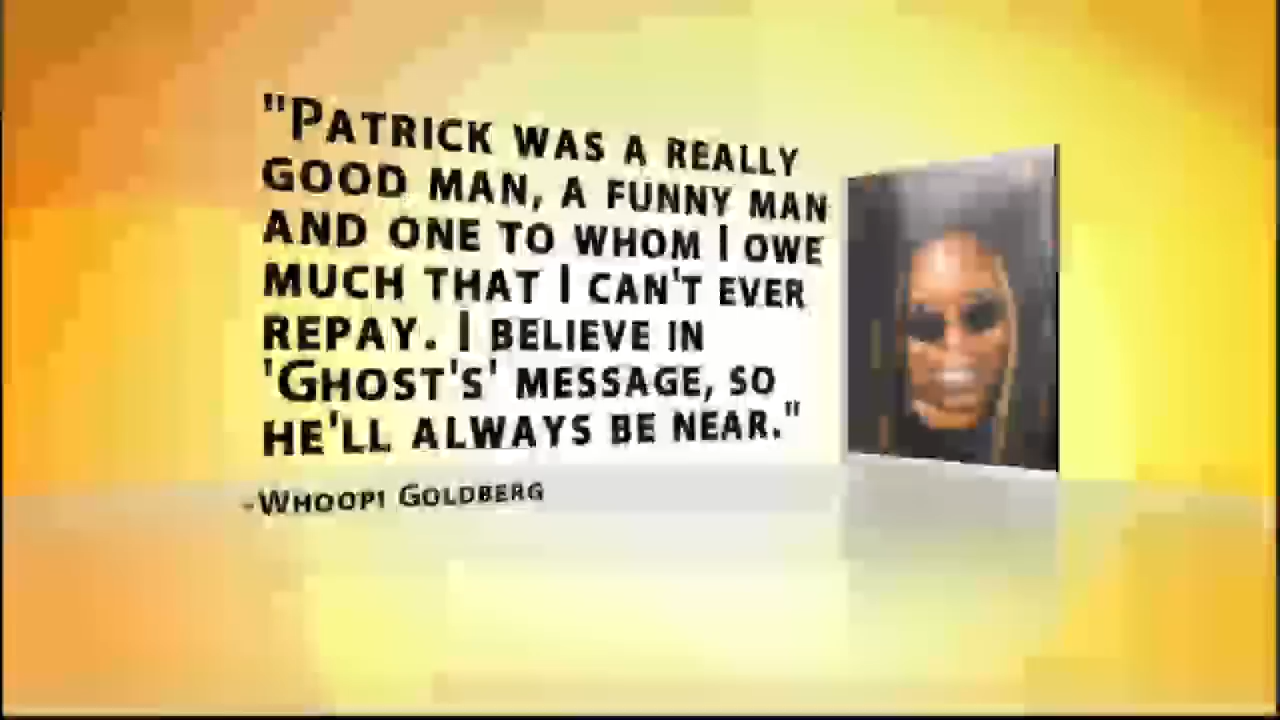 "PATRICK WAS A REALLY
GOOD MAN, A FUNNY MAN
AND ONE TO WHOM I OWE
MUCH THAT I CAN'T EVER
REPAY. I BELIEVE IN
'GHOST'S' MESSAGE, SO
HE'LL ALWAYS BE NEAR."
-WHOOPI GOLDBERG